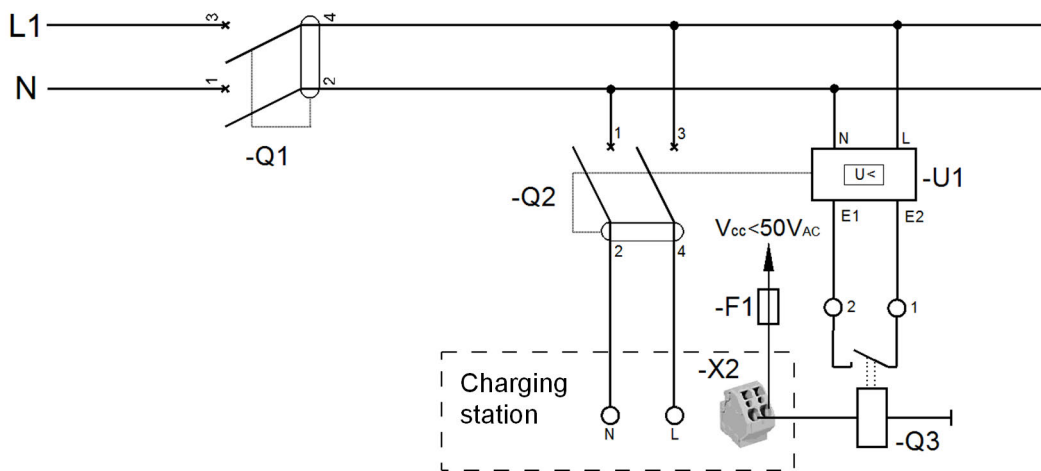 L1
3
4
N
1
2
-Q1
1
3
N
L
U<
-U1
-Q2
E1
E2
2
4
Vcc<50VAC
-F1
2
1
-X2
Charging
station
N
L
-Q3